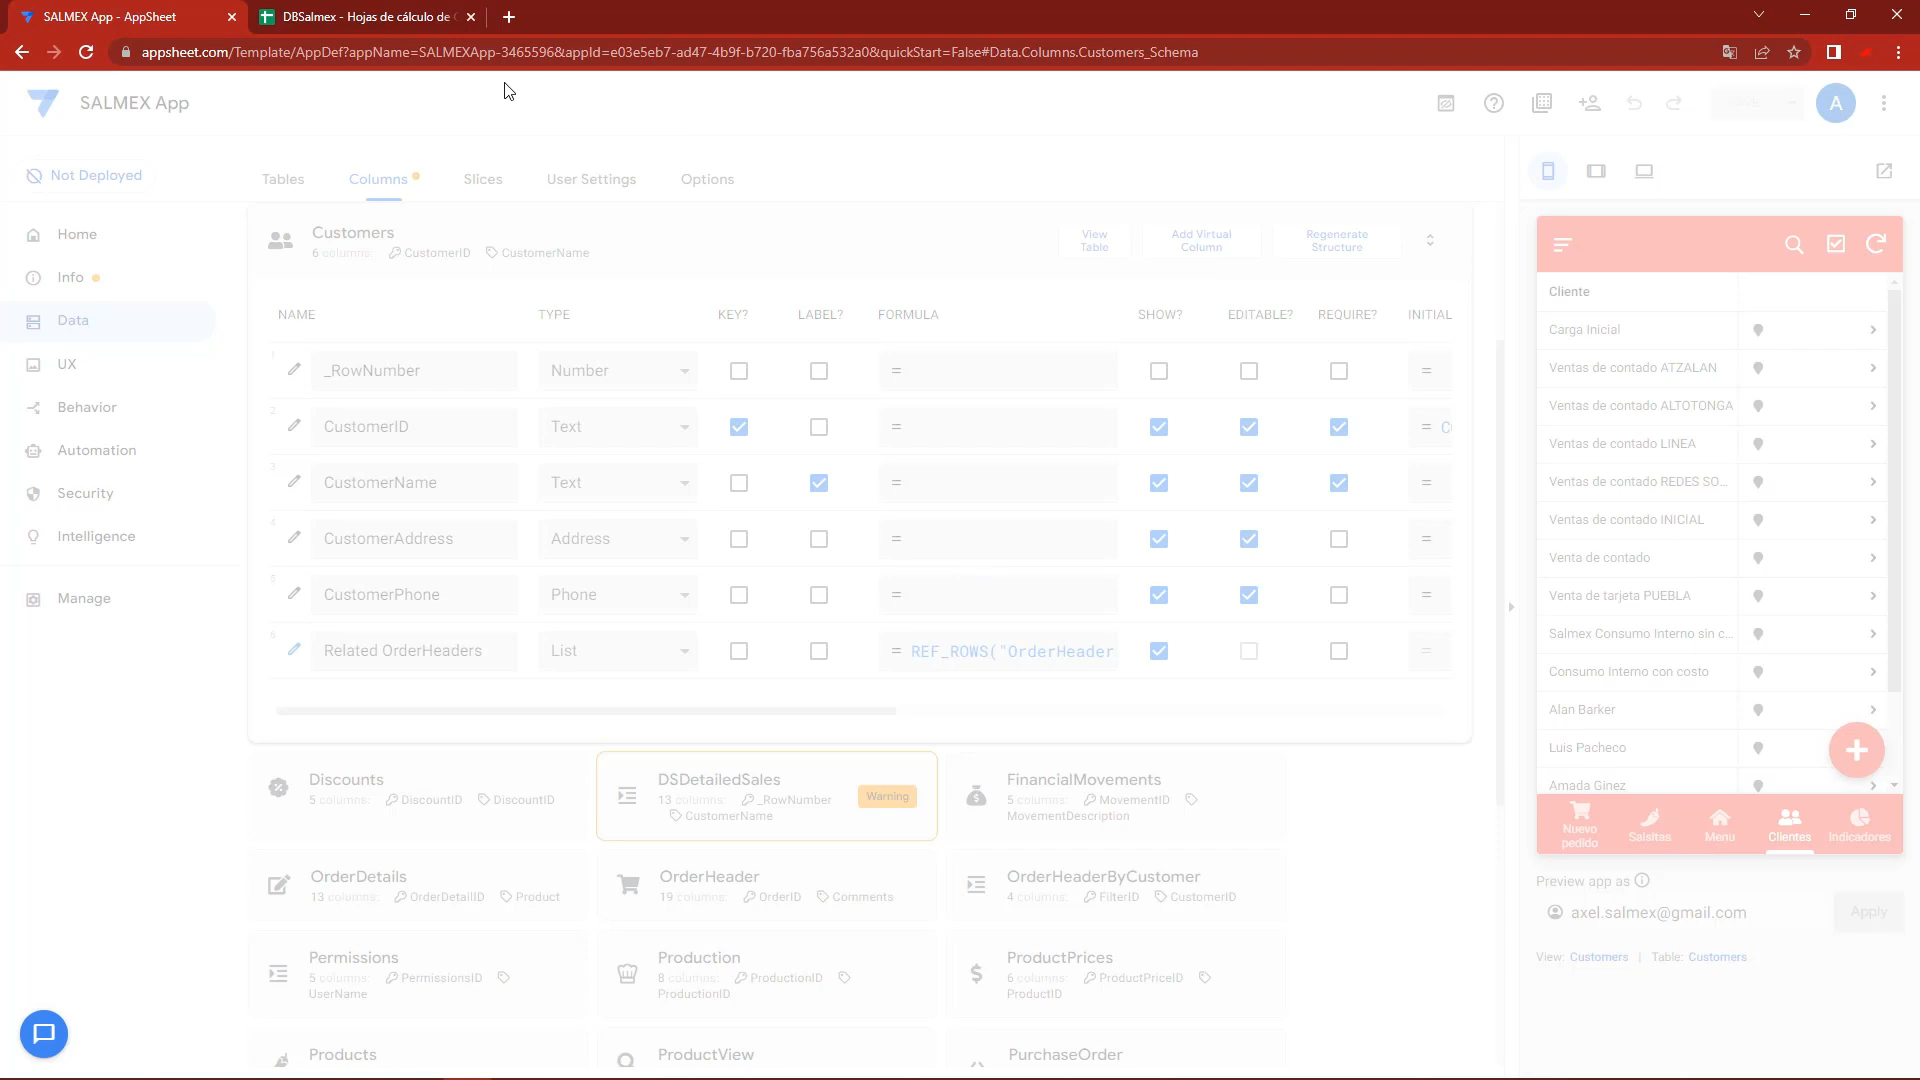 SALMEX App - AppSheet
DBSalmex - Hojas de cálculo de
appsheet.com/Template/AppDef?appName=SALMEXApp-3465596&appId=e03e5eb7-ad47-4b9f-b720-fba756a532a0&quickStart=False#Data.Columns.Customers_Schema
SALMEX App
A
Not Deployed
Tables
Columns
Slices
User Settings
Options
Home
Info
Data
UX
Behavior
Automation
Security
Intelligence
Manage
Customers
6 columns: CustomerID CustomerName
View Table
Add Virtual Column
Regenerate Structure
NAME TYPE KEY? LABEL? FORMULA SHOW? EDITABLE? REQUIRE? INITIAL
1 _RowNumber Number = =
2 CustomerID Text = = C
3 CustomerName Text = =
4 CustomerAddress Address = =
5 CustomerPhone Phone = =
6 Related OrderHeaders List = REF_ROWS("OrderHeader =
Discounts
5 columns: DiscountID DiscountID
DSDetailedSales
13 columns: _RowNumber
CustomerName
Warning
FinancialMovements
5 columns: MovementID
MovementDescription
OrderDetails
13 columns: OrderDetailID Product
OrderHeader
19 columns: OrderID Comments
OrderHeaderByCustomer
4 columns: FilterID CustomerID
Permissions
5 columns: PermissionsID
UserName
Production
8 columns: ProductionID
ProductionID
ProductPrices
6 columns: ProductPriceID
ProductID
Products
ProductView
PurchaseOrder
Cliente
Carga Inicial
Ventas de contado ATZALAN
Ventas de contado ALTOTONGA
Ventas de contado LINEA
Ventas de contado REDES SO...
Ventas de contado INICIAL
Venta de contado
Venta de tarjeta PUEBLA
Salmex Consumo Interno sin c...
Consumo Interno con costo
Alan Barker
Luis Pacheco
Amada Ginez
Nuevo pedido
Salsitas
Menu
Clientes
Indicadores
Preview app as
axel.salmex@gmail.com
Apply
View: Customers | Table: Customers